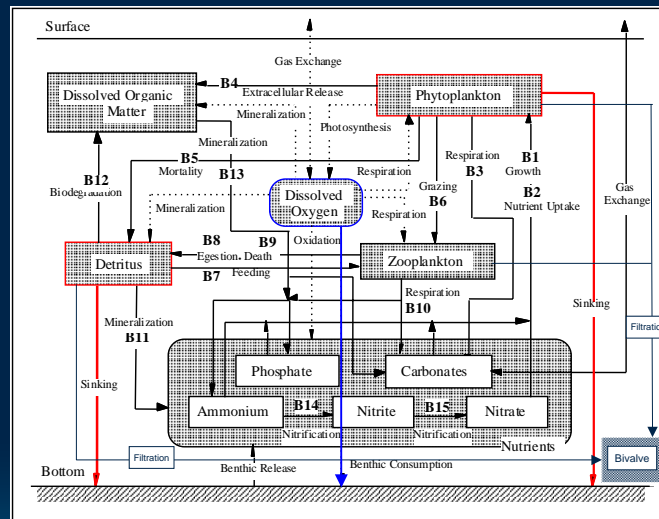 Surface
Gas Exchange
B4
Extracellular Release
Dissolved Organic
Matter
Phytoplankton
Mineralization
Photosynthesis
Mineralization
B13
B5
Mortality
Respiration
B12
Biodegradation
Respiration
B3
B1
Growth
B2
Nutrient Uptake
Gas
Exchange
Grazing
B6
Dissolved
Oxygen
Mineralization
Respiration
B8
B9
Oxidation
Egestion, Death
Detritus
B7
Feeding
Zooplankton
Respiration
B10
Mineralization
B11
Sinking
Sinking
Filtration
Phosphate
Carbonates
Ammonium
B14
Nitrification
Nitrite
B15
Nitrification
Nitrate
Nutrients
Filtration
Bivalve
Bottom
Benthic Release
Benthic Consumption